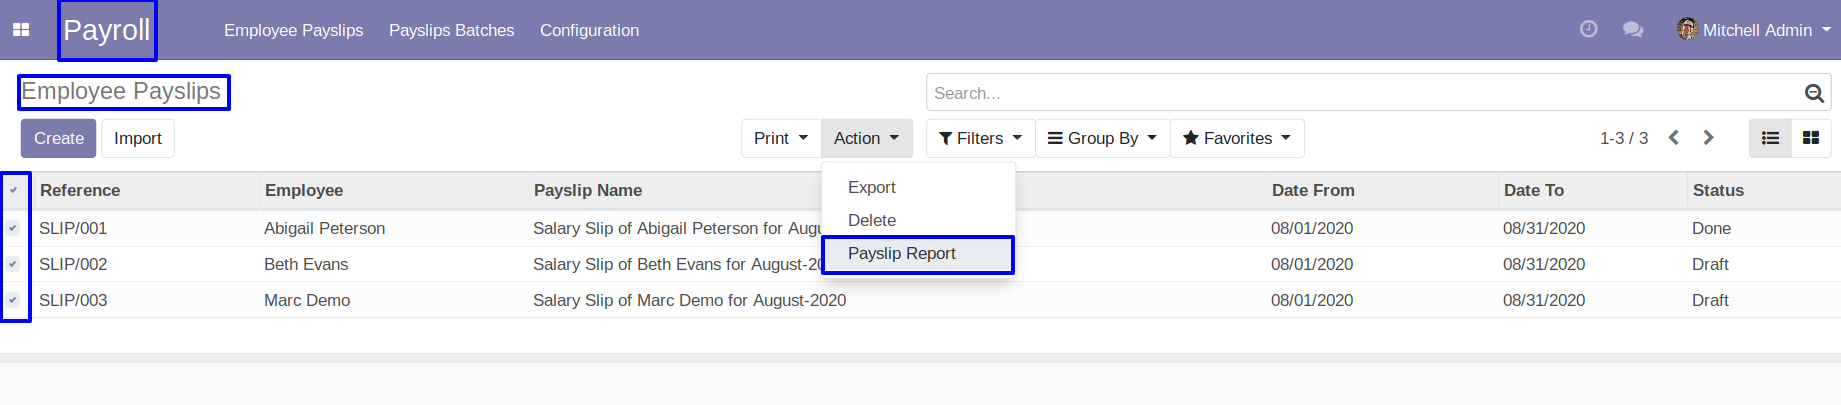 Payroll Employee Payslips Payslips Batches Configuration Mitchell Admin
Employee Payslips Search...
Create Import Print Action Filters Group By Favorites 1-3 / 3
Export
Delete
Payslip Report
Reference Employee Payslip Name Date From Date To Status
SLIP/001 Abigail Peterson Salary Slip of Abigail Peterson for Augu 08/01/2020 08/31/2020 Done
SLIP/002 Beth Evans Salary Slip of Beth Evans for August-20 08/01/2020 08/31/2020 Draft
SLIP/003 Marc Demo Salary Slip of Marc Demo for August-2020 08/01/2020 08/31/2020 Draft